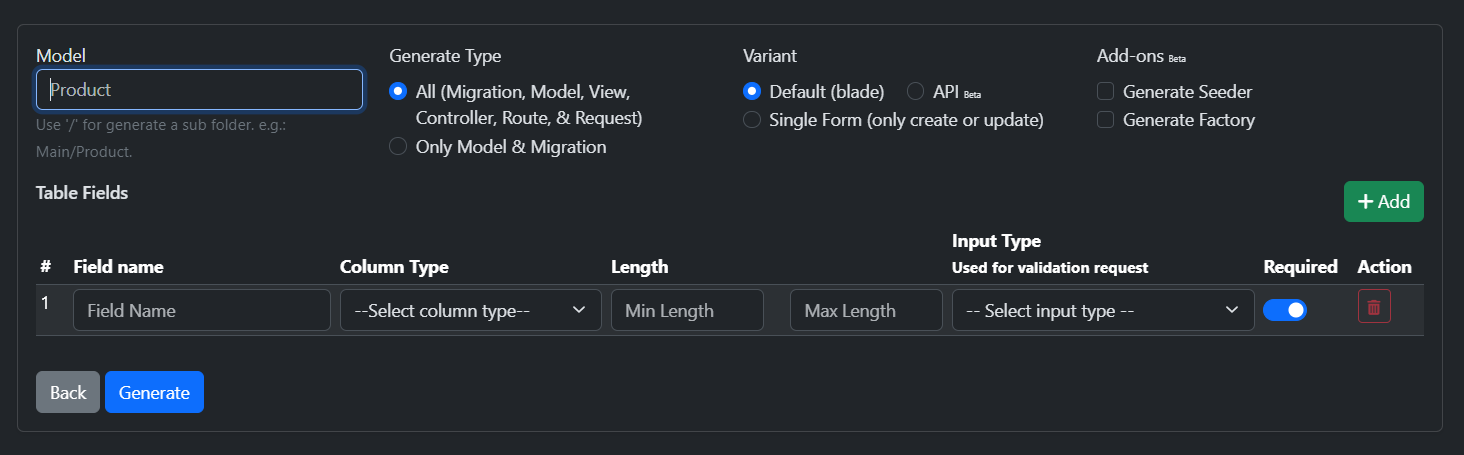 Model
Product
Use '/' for generate a sub folder. e.g.:
Main/Product.
Generate Type
All (Migration, Model, View,
Controller, Route, & Request)
Only Model & Migration
Variant
Default (blade)
API Beta
Single Form (only create or update)
Add-ons Beta
Generate Seeder
Generate Factory
Table Fields
Add
# Field name Column Type Length Input Type Required Action
Used for validation request
1 Field Name --Select column type-- Min Length Max Length -- Select input type --
Back Generate